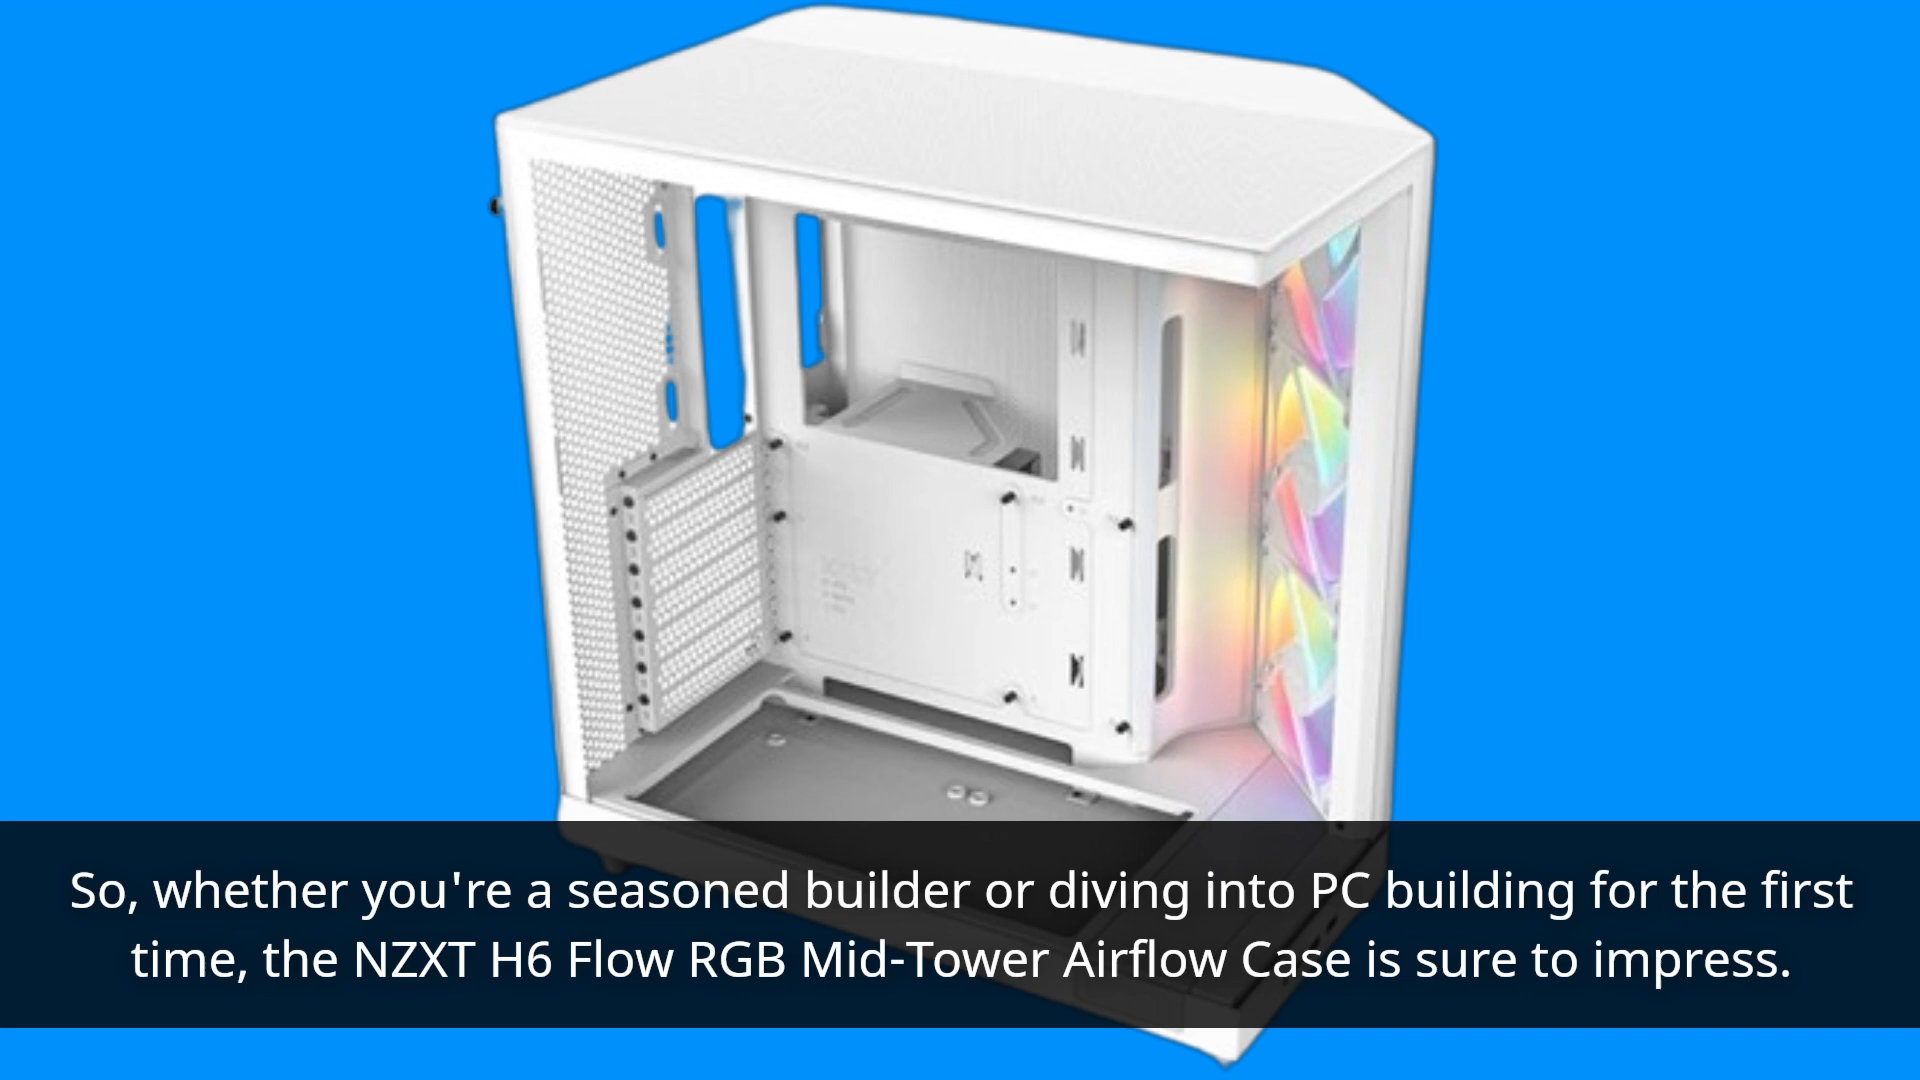 So, whether you're a seasoned builder or diving into PC building for the first
time, the NZXT H6 Flow RGB Mid-Tower Airflow Case is sure to impress.